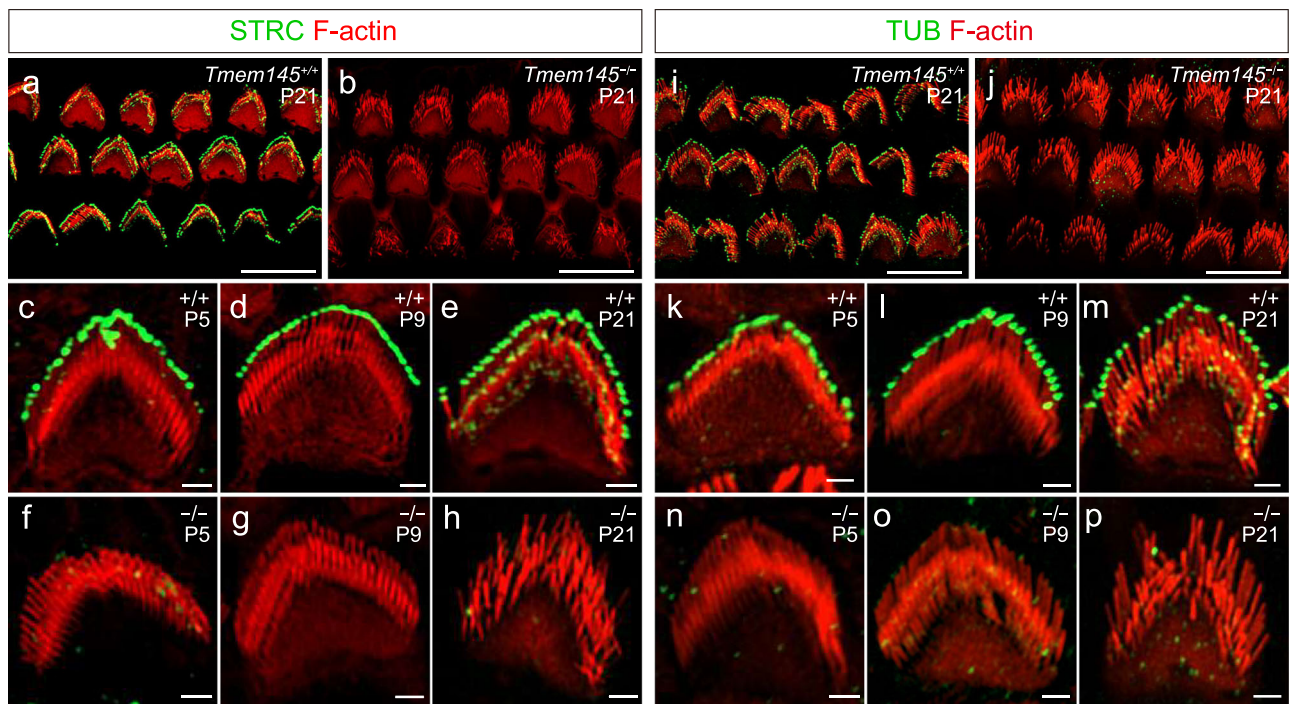 STRC F-actin
TUB F-actin
a
Tmem145+/+
P21
b
Tmem145−/−
P21
i
Tmem145+/+
P21
j
Tmem145−/−
P21
c
+/+
P5
d
+/+
P9
e
+/+
P21
k
+/+
P5
l
+/+
P9
m
+/+
P21
f
−/−
P5
g
−/−
P9
h
−/−
P21
n
−/−
P5
o
−/−
P9
p
−/−
P21